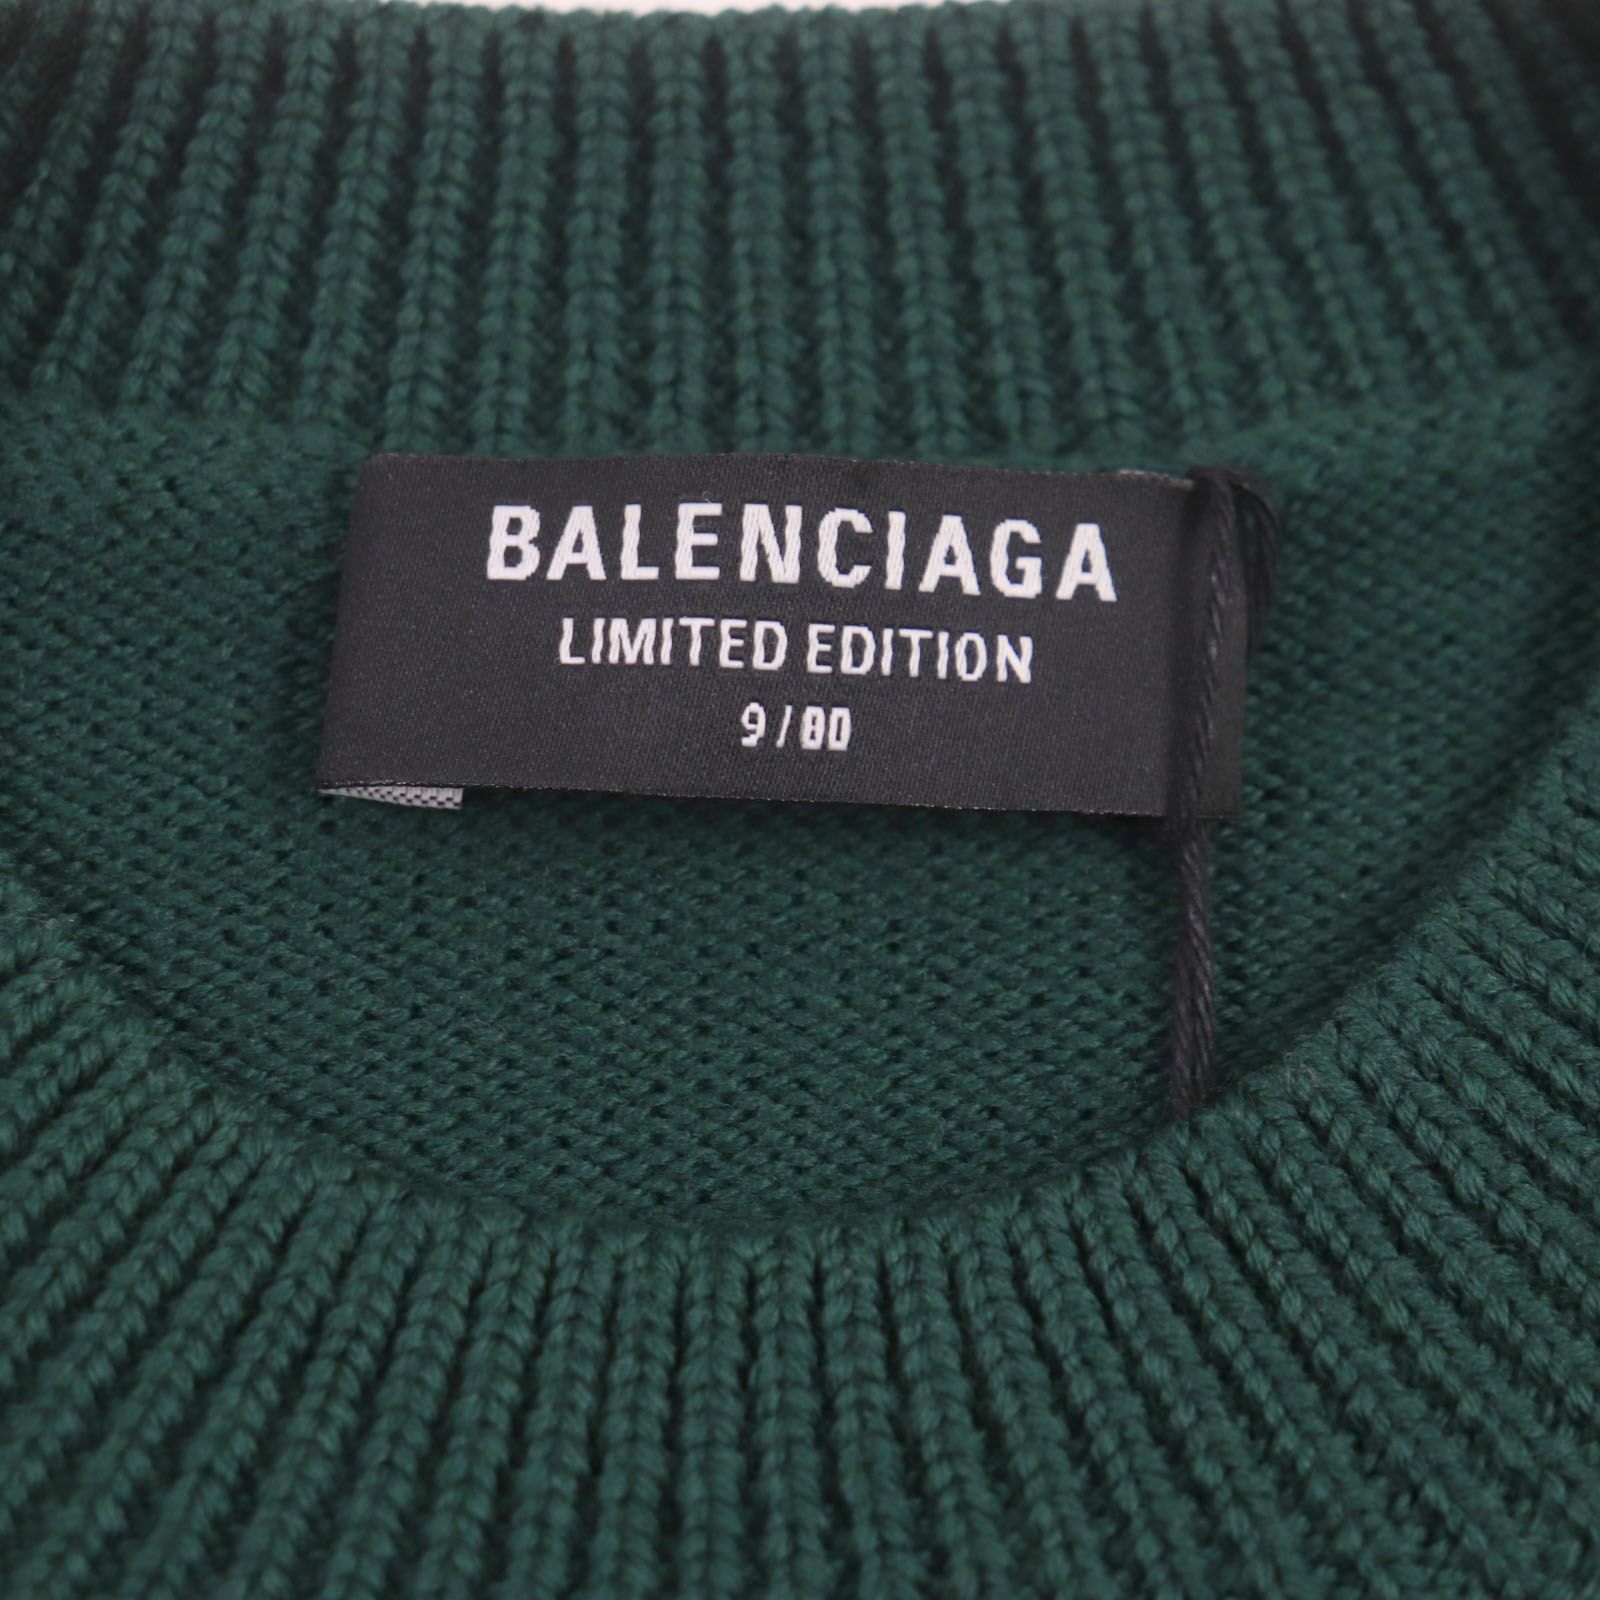 BALENCIAGA
LIMITED EDITION
9/80